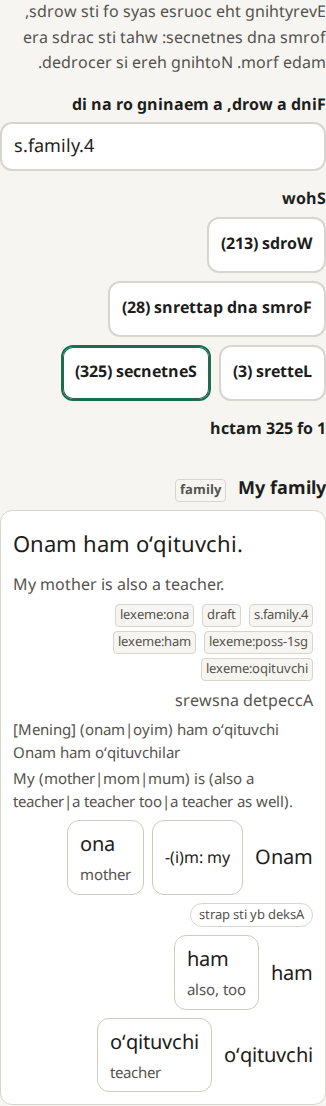 ,sdrow sti fo syas esruoc eht gnihtyrevE
era sdrac sti tahw :secnetnes dna smrof
.deredro si ereh gnihtoN .morf edam
di na ro gninaem a ,drow a dniF
s.family.4
wohS
(213) sdroW
(28) snrettap dna smroF
(325) secnetneS (3) sretteL
hctam 325 fo 1
family My family
Onam ham oʻqituvchi.
My mother is also a teacher.
lexeme:ona draft s.family.4
lexeme:ham lexeme:poss-1sg
lexeme:oqituvchi
srewsna detpeccA
[Mening] (onam|oyim) ham oʻqituvchi
Onam ham oʻqituvchilar
My (mother|mom|mum) is (also a
teacher|a teacher too|a teacher as well).
ona
mother
-(i)m: my
Onam
strap sti yb deksA
ham
also, too
ham
oʻqituvchi
teacher
oʻqituvchi